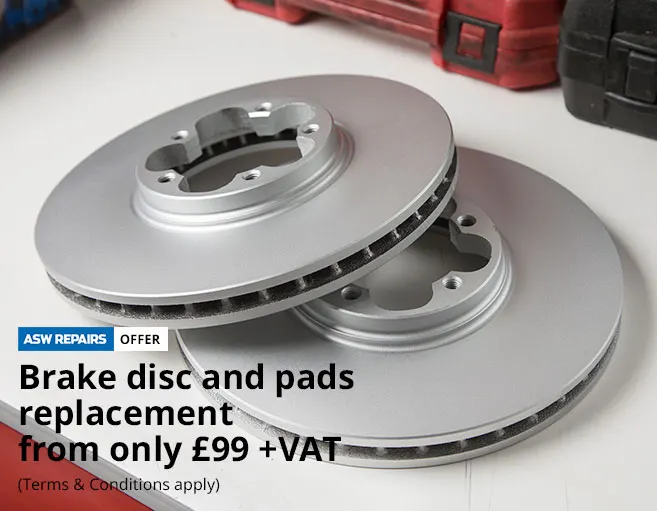 ASW REPAIRS OFFER
Brake disc and pads
replacement
from only £99 +VAT
(Terms & Conditions apply)